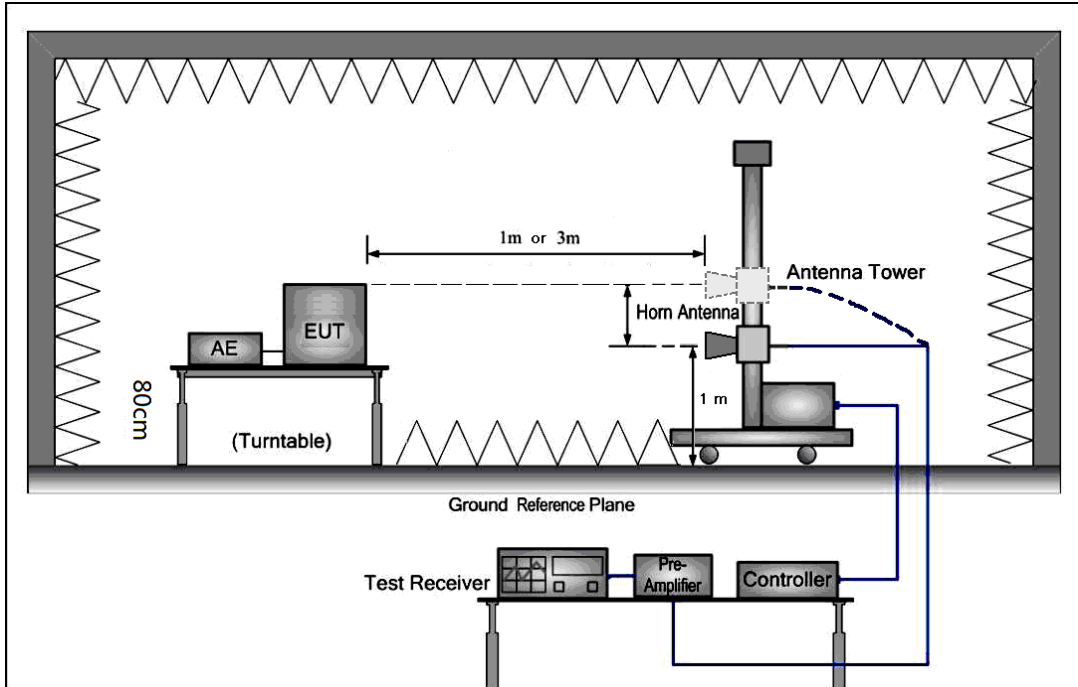 1m or 3m
Antenna Tower
Horn Antenna
EUT
AE
80cm
1 m
(Turntable)
Ground Reference Plane
Test Receiver
Pre-
Amplifier
Controller